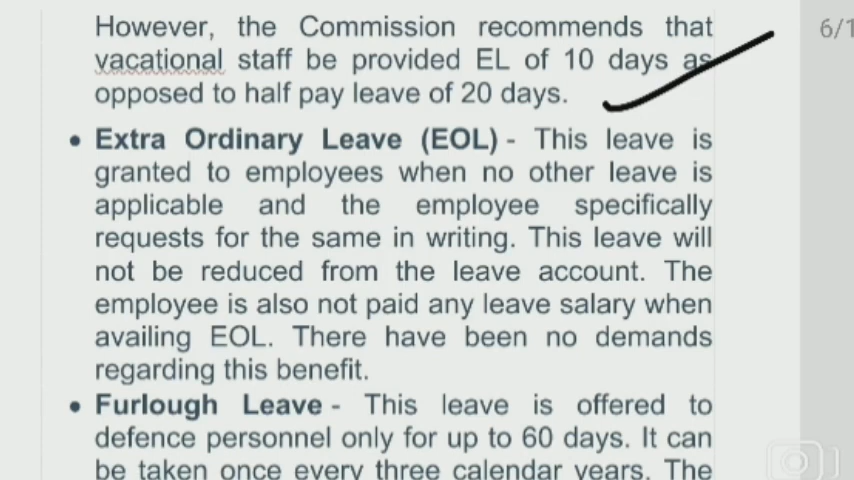 However, the Commission recommends that
vacational staff be provided EL of 10 days as
opposed to half pay leave of 20 days.
• Extra Ordinary Leave (EOL) - This leave is
granted to employees when no other leave is
applicable and the employee specifically
requests for the same in writing. This leave will
not be reduced from the leave account. The
employee is also not paid any leave salary when
availing EOL. There have been no demands
regarding this benefit.
• Furlough Leave - This leave is offered to
defence personnel only for up to 60 days. It can
be taken once every three calendar years. The
6/1